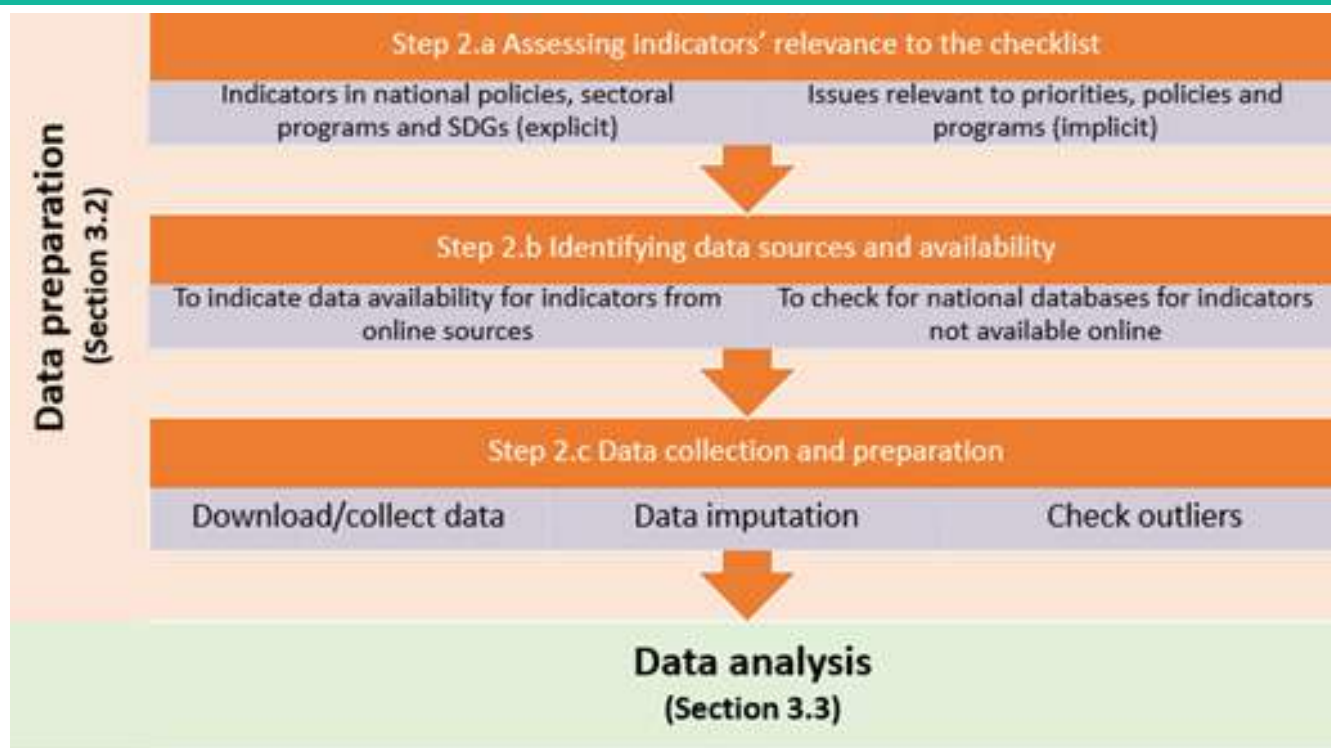 Data preparation
(Section 3.2)
Step 2.a Assessing indicators' relevance to the checklist
Indicators in national policies, sectoral
programs and SDGs (explicit)
Issues relevant to priorities, policies and
programs (implicit)
Step 2.b Identifying data sources and availability
To indicate data availability for indicators from
online sources
To check for national databases for indicators
not available online
Step 2.c Data collection and preparation
Download/collect data
Data imputation
Check outliers
Data analysis
(Section 3.3)